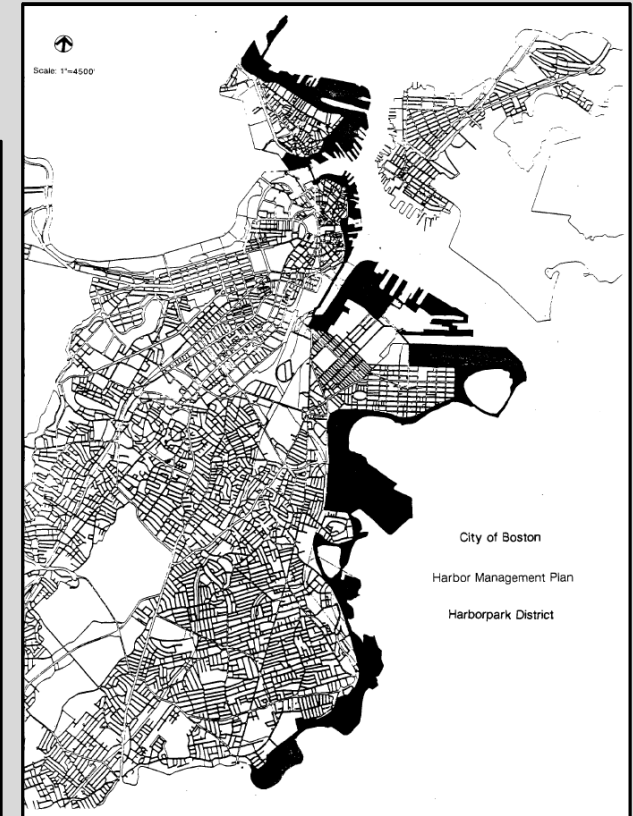 Scale: 1"=4500'
City of Boston
Harbor Management Plan
Harborpark District